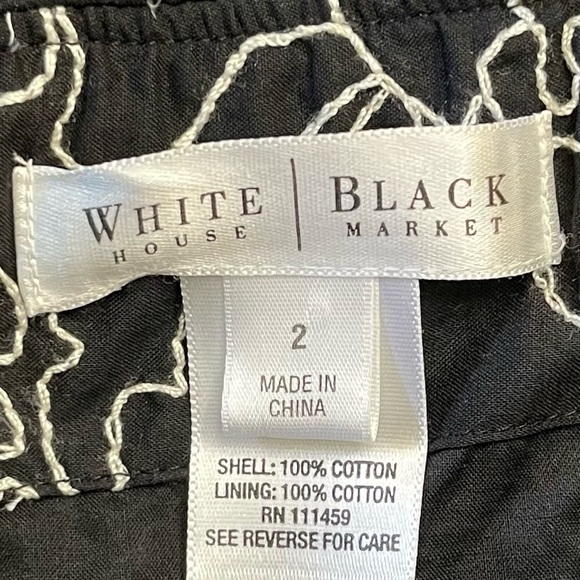 WHITE | BLACK
HOUSE MARKET
2
MADE IN
CHINA
SHELL: 100% COTTON
LINING: 100% COTTON
RN 111459
SEE REVERSE FOR CARE